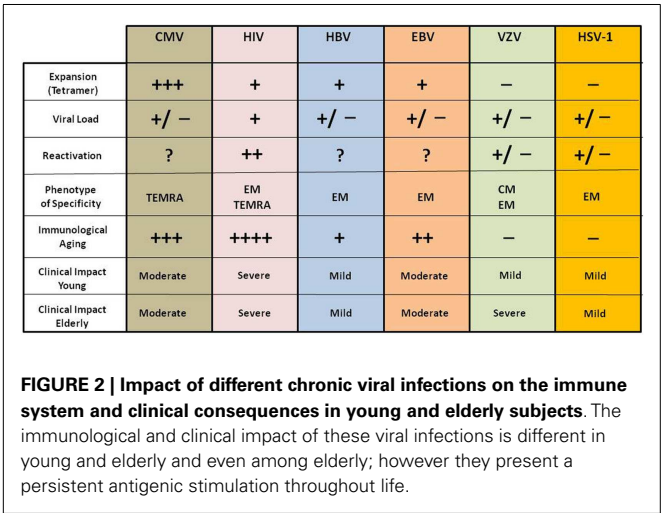 CMV HIV HBV EBV VZV HSV-1
Expansion
(Tetramer) +++ + + + – –
Viral Load +/– + +/– +/– +/– +/–
Reactivation ? ++ ? ? +/– +/–
Phenotype
of Specificity TEMRA EM
TEMRA EM EM CM
EM EM
Immunological
Aging +++ ++++ + ++ – –
Clinical Impact
Young Moderate Severe Mild Moderate Mild Mild
Clinical Impact
Elderly Moderate Severe Mild Moderate Severe Mild
FIGURE 2 | Impact of different chronic viral infections on the immune
system and clinical consequences in young and elderly subjects. The
immunological and clinical impact of these viral infections is different in
young and elderly and even among elderly; however they present a
persistent antigenic stimulation throughout life.